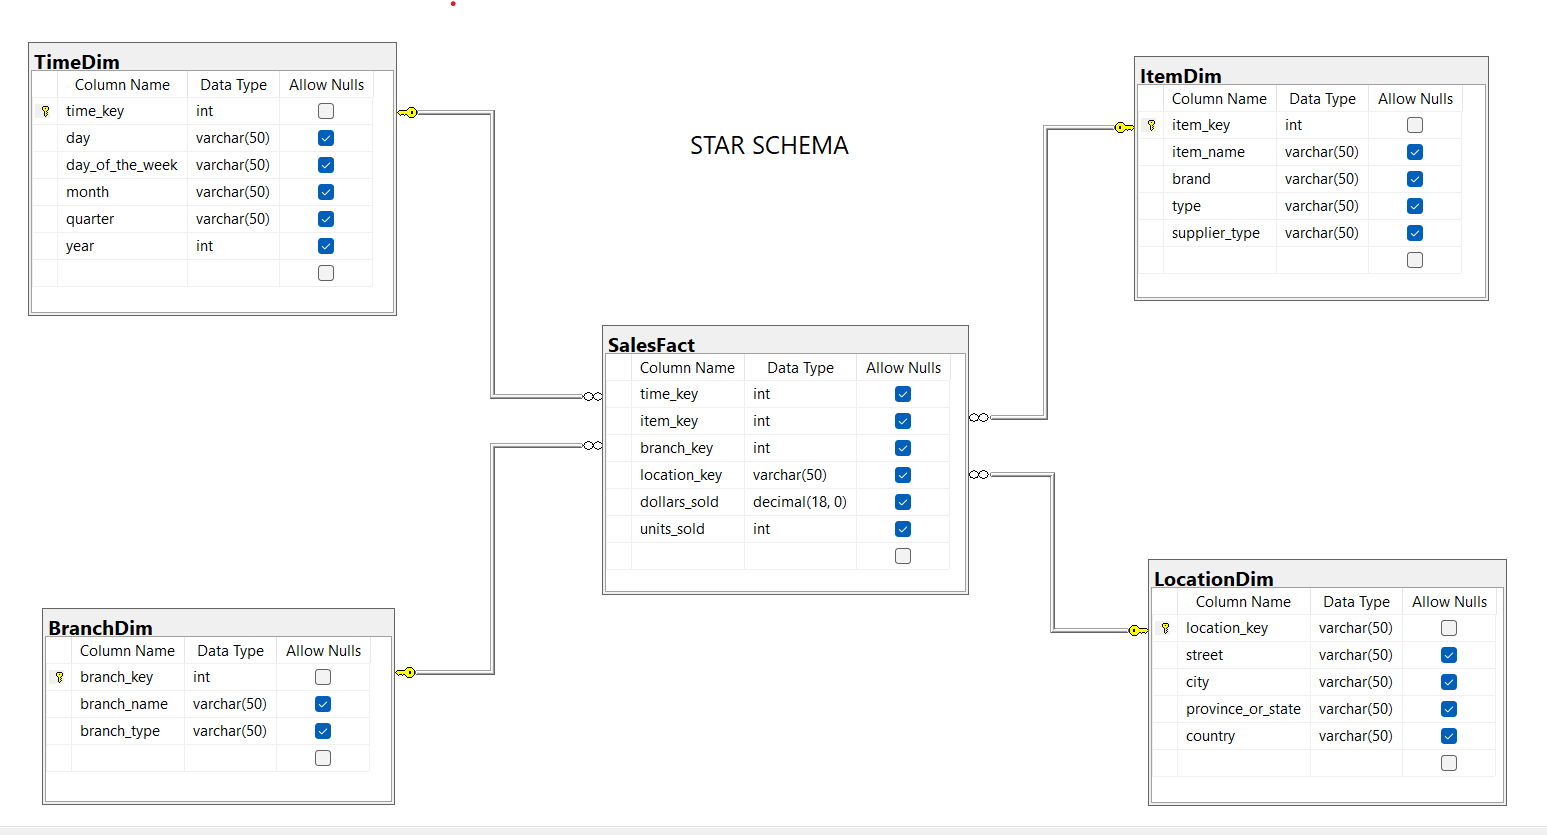 TimeDim
Column Name Data Type Allow Nulls
time_key int
day varchar(50)
day_of_the_week varchar(50)
month varchar(50)
quarter varchar(50)
year int
STAR SCHEMA
ItemDim
Column Name Data Type Allow Nulls
item_key int
item_name varchar(50)
brand varchar(50)
type varchar(50)
supplier_type varchar(50)
SalesFact
Column Name Data Type Allow Nulls
time_key int
item_key int
branch_key int
location_key varchar(50)
dollars_sold decimal(18, 0)
units_sold int
BranchDim
Column Name Data Type Allow Nulls
branch_key int
branch_name varchar(50)
branch_type varchar(50)
LocationDim
Column Name Data Type Allow Nulls
location_key varchar(50)
street varchar(50)
city varchar(50)
province_or_state varchar(50)
country varchar(50)